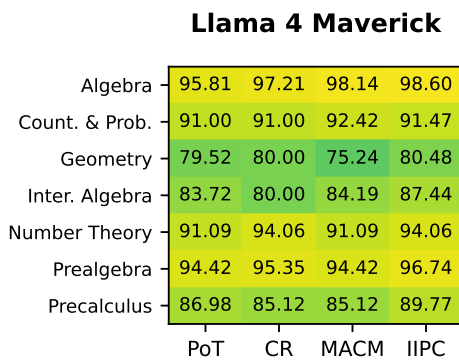 Llama 4 Maverick
Algebra 95.81 97.21 98.14 98.60
Count. & Prob. 91.00 91.00 92.42 91.47
Geometry 79.52 80.00 75.24 80.48
Inter. Algebra 83.72 80.00 84.19 87.44
Number Theory 91.09 94.06 91.09 94.06
Prealgebra 94.42 95.35 94.42 96.74
Precalculus 86.98 85.12 85.12 89.77
PoT CR MACM IIPC